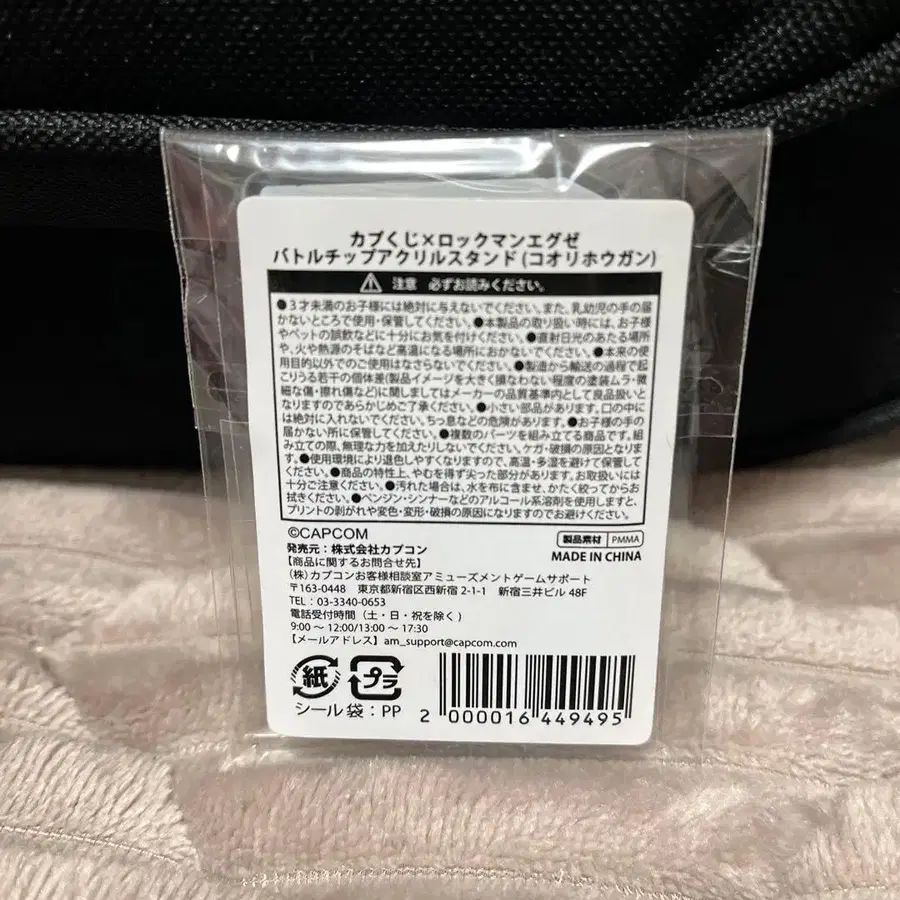 カプくじ×ロックマンエグゼ
バトルチップアクリルスタンド(コオリホウガン)
注意 必ずお読みください。
●3才未満のお子様には絶対に与えないでください、また、乳幼児の手の届
かないところで使用・保管してください。●本製品の取り扱い時には、お子様
やペットの誤飲などに十分にお気を付けください。●直射日光のあたる場所
や、火や熱源のそばなど高温になる場所におかないでください。●本来の使
用目的以外でのご使用はなさらないでください。●製造から輸送の過程で起
こりうる若干の個体差(製品イメージを大きく損なわない程度の塗装ムラ・微
細な傷・擦れ傷など)に関しましてはメーカーの品質基準内として良品扱いと
なりますのであらかじめご了承ください。●小さい部品があります。口の中に
は絶対に入れないでください。ちっ息などの危険があります。●お子様の手の
届かない所に保管してください。●複数のパーツを組み立てる商品です。組
み立ての際、無理な力を加えたりしないでください。ケガ・破損の原因となりま
す。●使用環境により退色しやすくなりますので、高温・多湿を避けて保管して
ください。●商品の特性上、やむを得ず尖った部分があります。お取扱いには
十分ご注意ください。●汚れた場合は、水を布に含ませ、かたく絞ってからお
拭きください。●ベンジン・シンナーなどのアルコール系溶剤を使用しますと、
プリントの剥がれや変色・変形・破損の原因になりますのでお避けください。
©CAPCOM
発売元：株式会社カプコン
製品素材 PMMA
MADE IN CHINA
【商品に関するお問合せ先】
(株)カプコンお客様相談室アミューズメントゲームサポート
〒163-0448 東京都新宿区西新宿 2-1-1 新宿三井ビル 48F
TEL：03-3340-0653
電話受付時間（土・日・祝を除く）
9:00 〜 12:00/13:00 〜 17:30
【メールアドレス】am_support@capcom.com
紙 プラ
シール 袋：PP
2 000016 449495